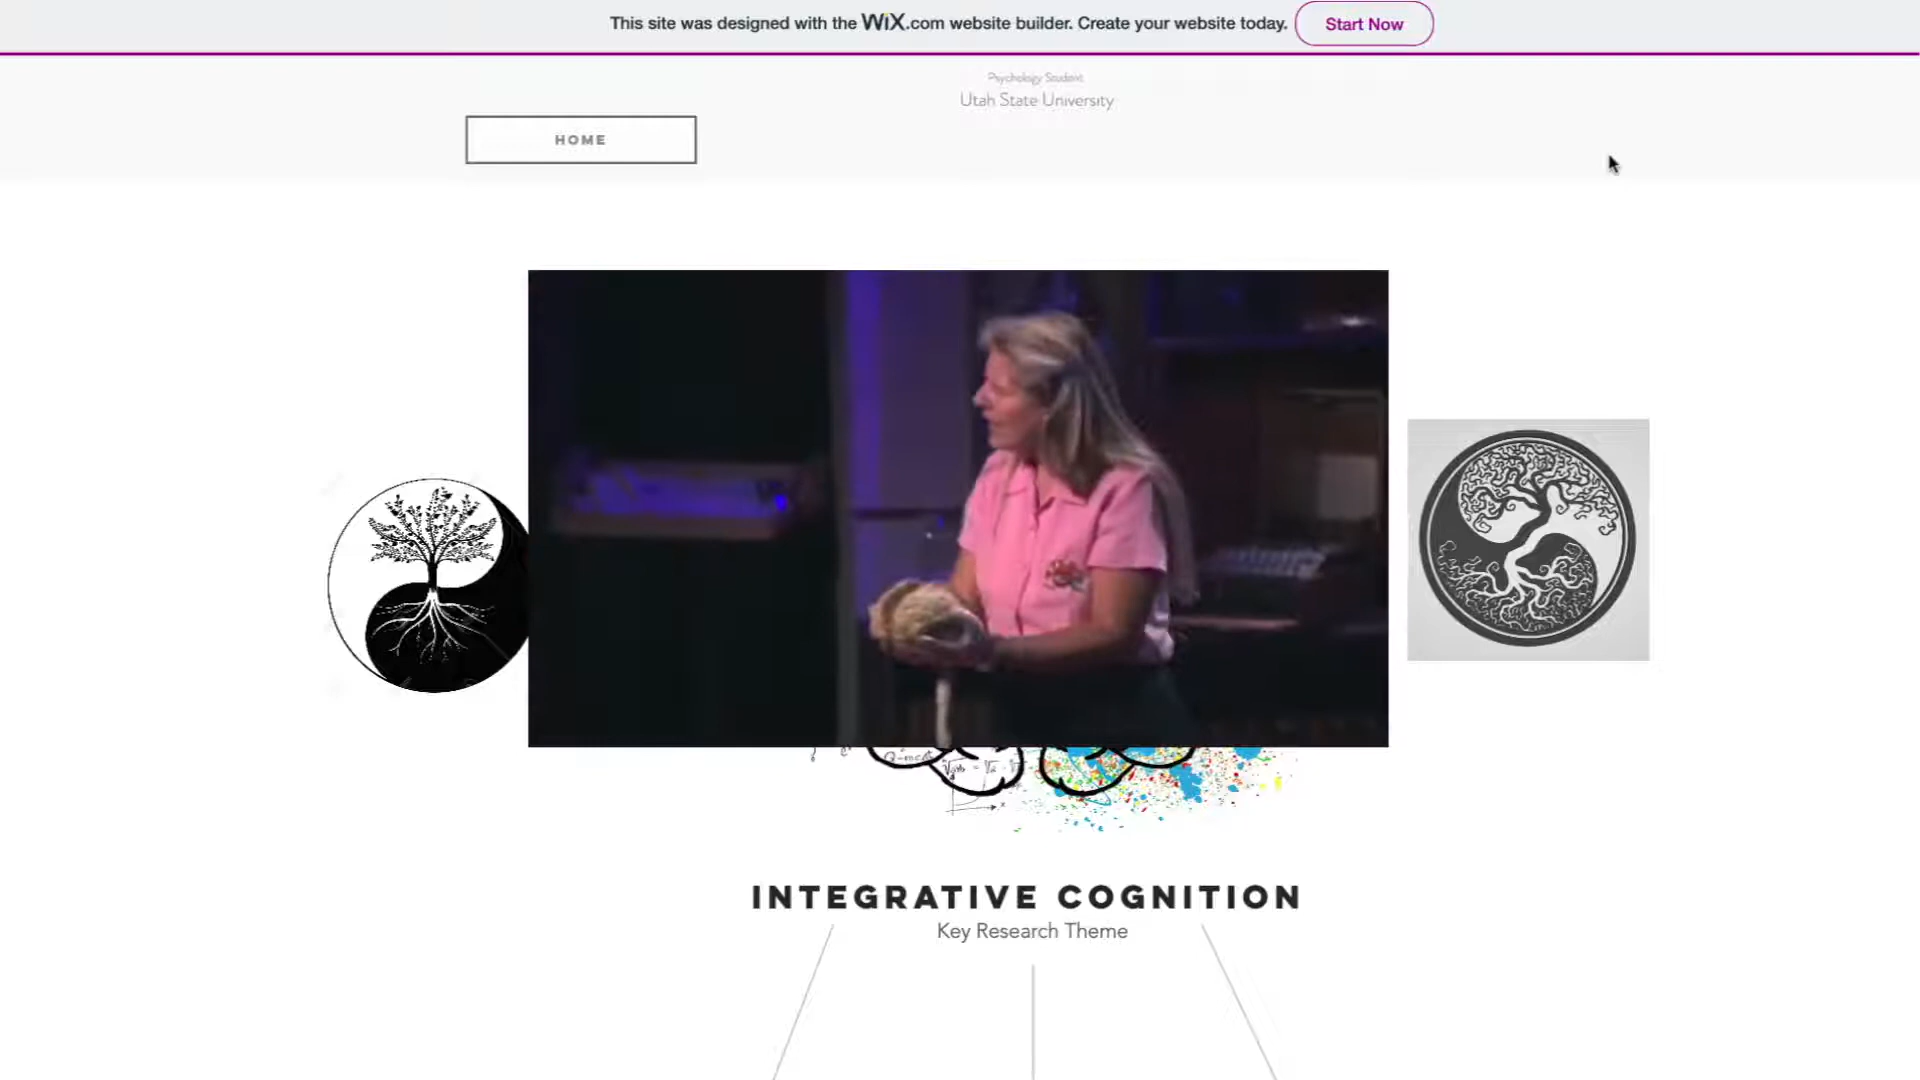 This site was designed with the WiX.com website builder. Create your website today.
Start Now
Psychology Student
Utah State University
HOME
INTEGRATIVE COGNITION
Key Research Theme